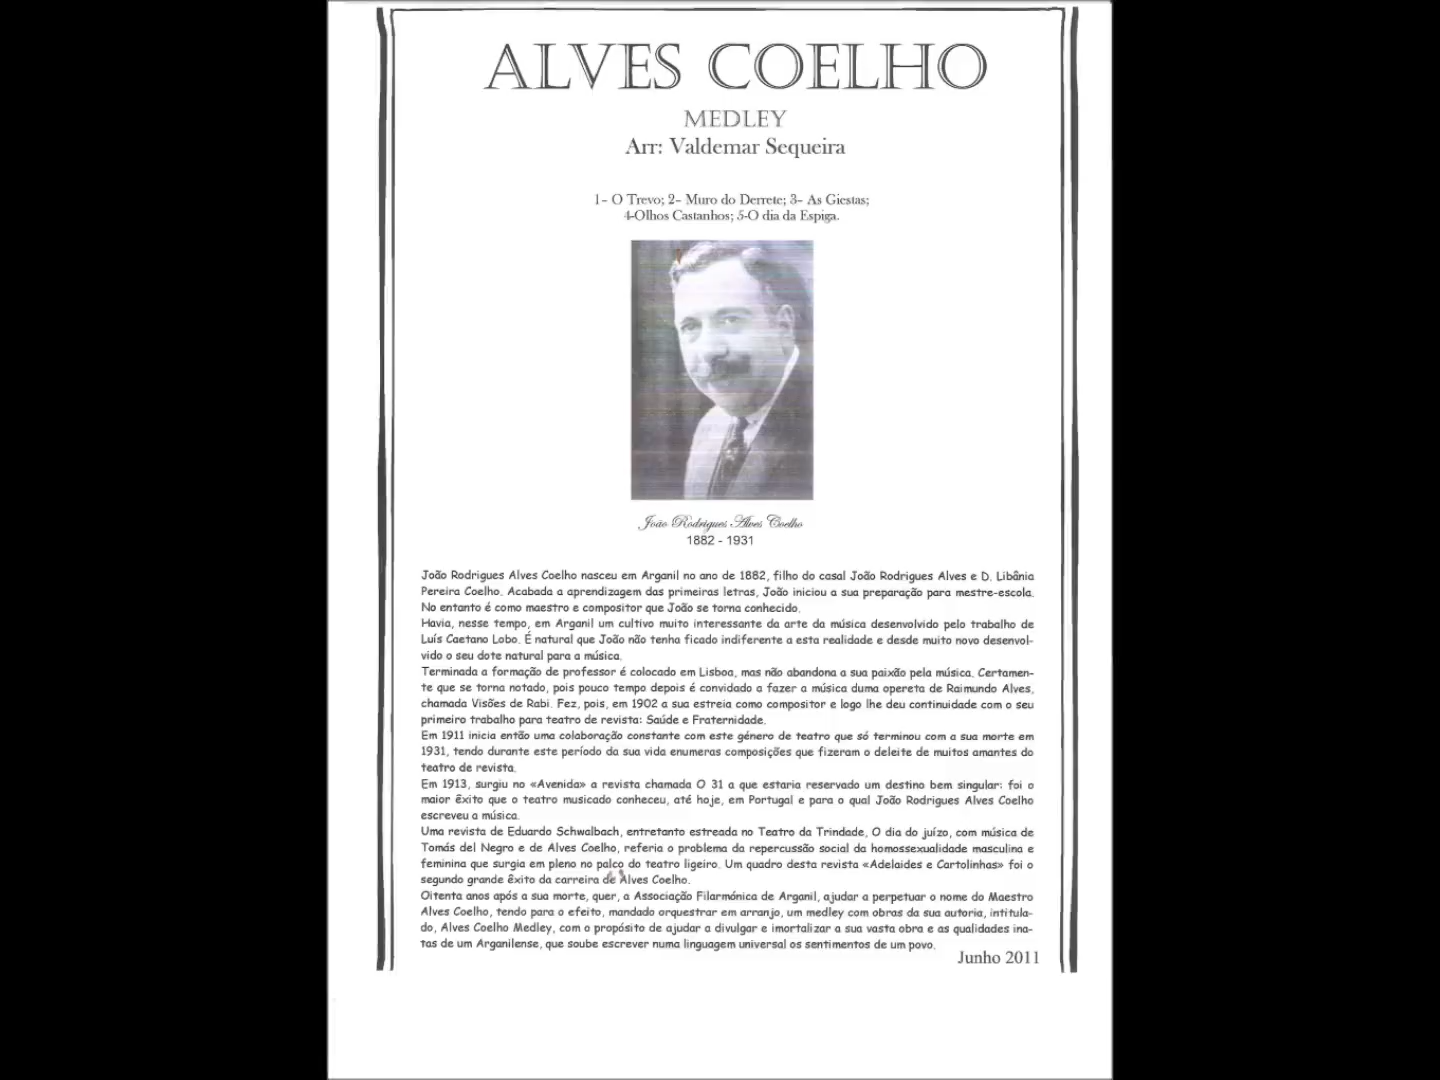 ALVES COELHO
MEDLEY
Arr: Valdemar Sequeira
1– O Trevo; 2– Muro do Derrete; 3– As Giestas;
4-Olhos Castanhos; 5-O dia da Espiga.
João Rodrigues Alves Coelho
1882 - 1931
João Rodrigues Alves Coelho nasceu em Arganil no ano de 1882, filho do casal João Rodrigues Alves e D. Libânia
Pereira Coelho. Acabada a aprendizagem das primeiras letras, João iniciou a sua preparação para mestre-escola.
No entanto é como maestro e compositor que João se torna conhecido.
Havia, nesse tempo, em Arganil um cultivo muito interessante da arte da música desenvolvido pelo trabalho de
Luís Caetano Lobo. É natural que João não tenha ficado indiferente a esta realidade e desde muito novo desenvol-
vido o seu dote natural para a música.
Terminada a formação de professor é colocado em Lisboa, mas não abandona a sua paixão pela música. Certamen-
te que se torna notado, pois pouco tempo depois é convidado a fazer a música duma opereta de Raimundo Alves,
chamada Visões de Rabi. Fez, pois, em 1902 a sua estreia como compositor e logo lhe deu continuidade com o seu
primeiro trabalho para teatro de revista: Saúde e Fraternidade.
Em 1911 inicia então uma colaboração constante com este género de teatro que só terminou com a sua morte em
1931, tendo durante este período da sua vida enumeras composições que fizeram o deleite de muitos amantes do
teatro de revista.
Em 1913, surgiu no «Avenida» a revista chamada O 31 a que estaria reservado um destino bem singular: foi o
maior êxito que o teatro musicado conheceu, até hoje, em Portugal e para o qual João Rodrigues Alves Coelho
escreveu a música.
Uma revista de Eduardo Schwalbach, entretanto estreada no Teatro da Trindade, O dia do juízo, com música de
Tomás del Negro e de Alves Coelho, referia o problema da repercussão social da homossexualidade masculina e
feminina que surgia em pleno no palco do teatro ligeiro. Um quadro desta revista «Adelaides e Cartolinhas» foi o
segundo grande êxito da carreira de Alves Coelho.
Oitenta anos após a sua morte, quer, a Associação Filarmónica de Arganil, ajudar a perpetuar o nome do Maestro
Alves Coelho, tendo para o efeito, mandado orquestrar em arranjo, um medley com obras da sua autoria, intitula-
do, Alves Coelho Medley, com o propósito de ajudar a divulgar e imortalizar a sua vasta obra e as qualidades ina-
tas de um Arganilense, que soube escrever numa linguagem universal os sentimentos de um povo.
Junho 2011